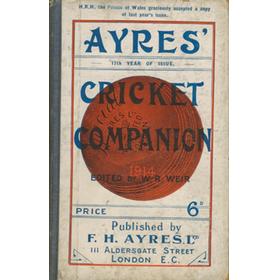 H.R.H. the Prince of Wales graciously accepted a copy
of last year's issue.
AYRES'
13th YEAR OF ISSUE.
CRICKET
COMPANION
1914
EDITED BY W. R. WEIR
PRICE 6D
Published by
F. H. AYRES, LTD
111 ALDERSGATE STREET
LONDON E.C.